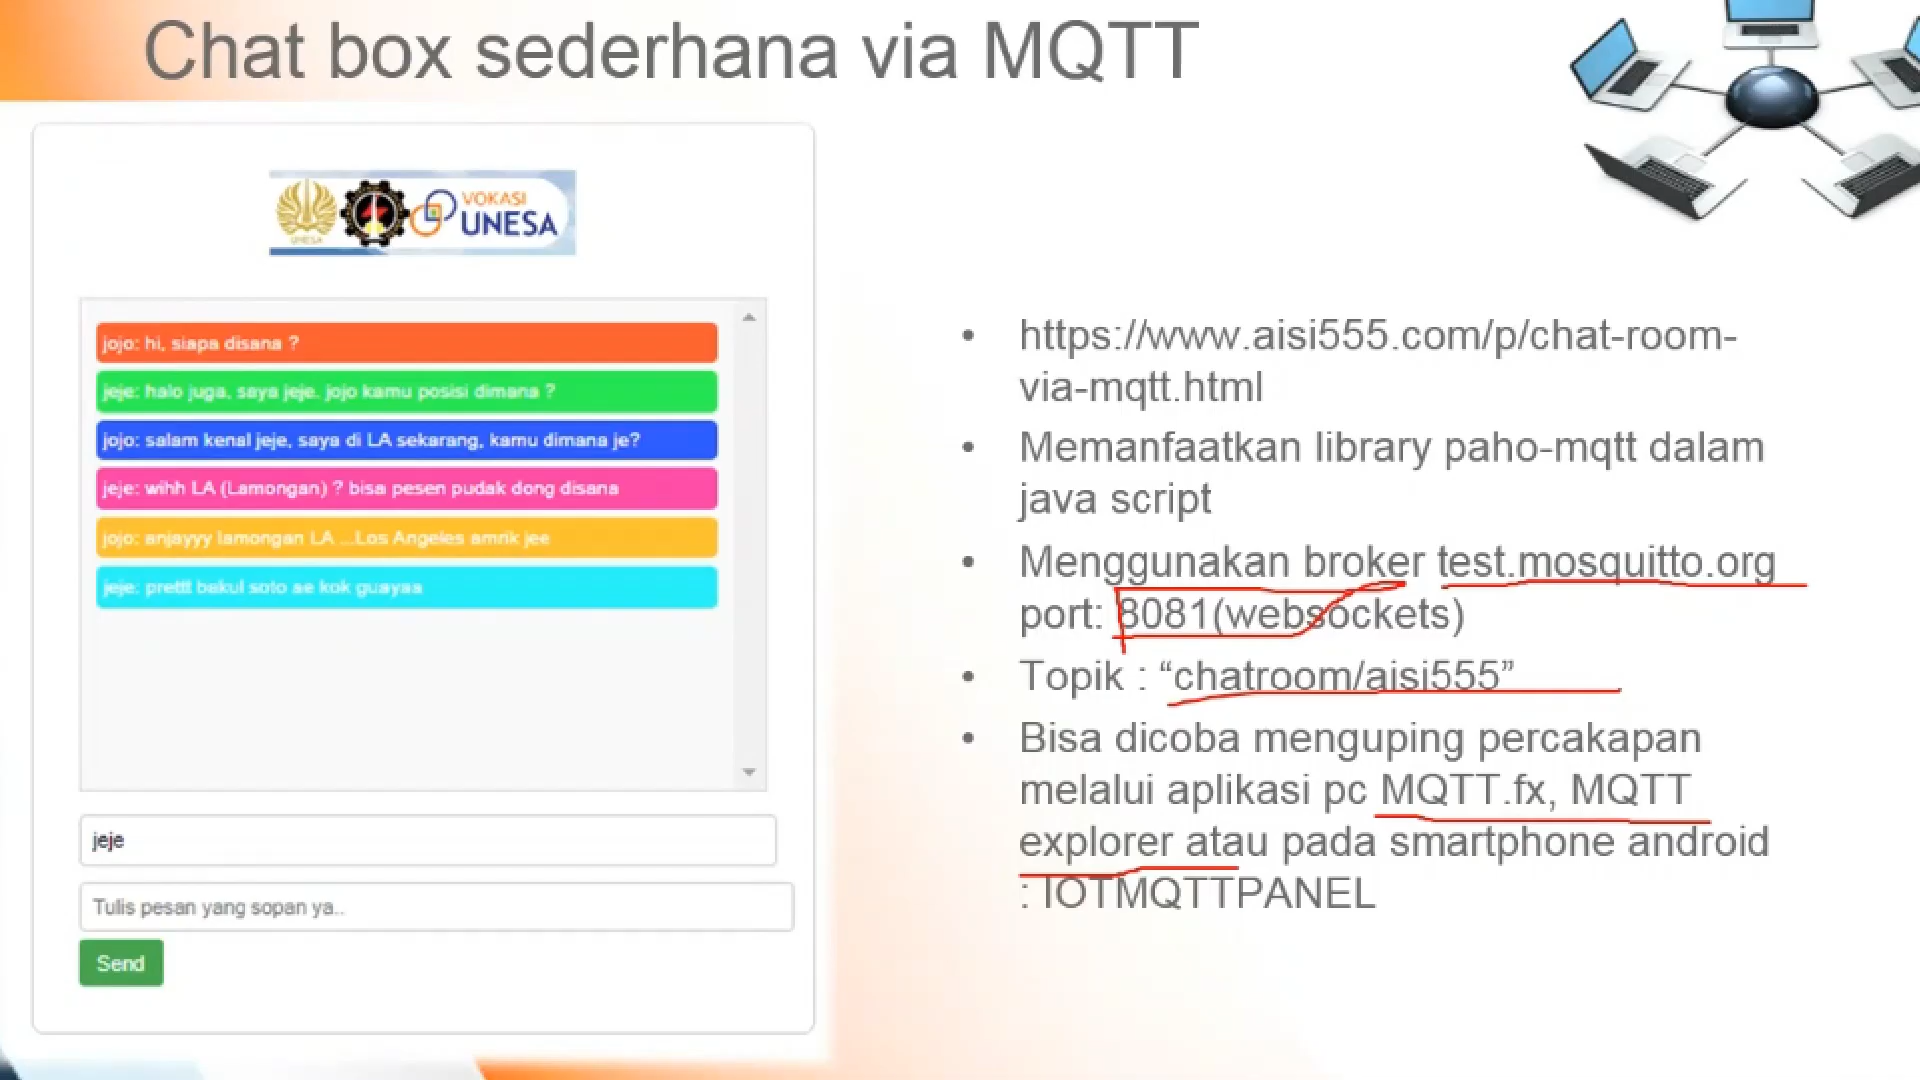 Chat box sederhana via MQTT
UNESA
VOKASI
UNESA
jojo: hi, siapa disana ?
jeje: halo juga, saya jeje. jojo kamu posisi dimana ?
jojo: salam kenal jeje, saya di LA sekarang, kamu dimana je?
jeje: wihh LA (Lamongan) ? bisa pesen pudak dong disana
jojo: anjayyy lamongan LA ...Los Angeles amrik jee
jeje: prettt bakul soto ae kok guayaa
jeje
Tulis pesan yang sopan ya..
Send
• https://www.aisi555.com/p/chat-room-
via-mqtt.html
• Memanfaatkan library paho-mqtt dalam
java script
• Menggunakan broker test.mosquitto.org
port: 8081(websockets)
• Topik : “chatroom/aisi555”
• Bisa dicoba menguping percakapan
melalui aplikasi pc MQTT.fx, MQTT
explorer atau pada smartphone android
: IOTMQTTPANEL